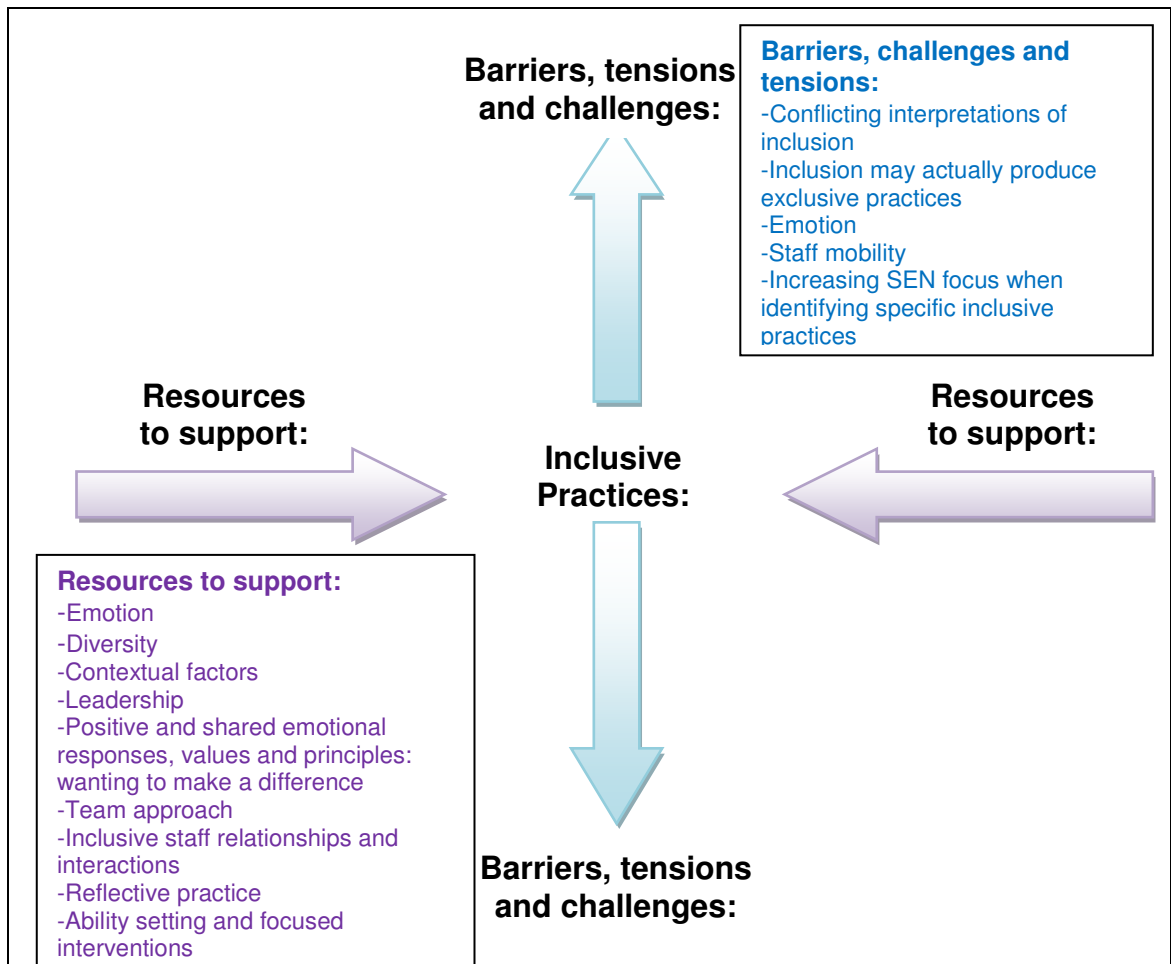 Barriers, tensions
and challenges:
Barriers, challenges and
tensions:
-Conflicting interpretations of
inclusion
-Inclusion may actually produce
exclusive practices
-Emotion
-Staff mobility
-Increasing SEN focus when
identifying specific inclusive
practices
Resources
to support:
Resources
to support:
Inclusive
Practices:
Resources to support:
-Emotion
-Diversity
-Contextual factors
-Leadership
-Positive and shared emotional
responses, values and principles:
wanting to make a difference
-Team approach
-Inclusive staff relationships and
interactions
-Reflective practice
-Ability setting and focused
interventions
Barriers, tensions
and challenges: